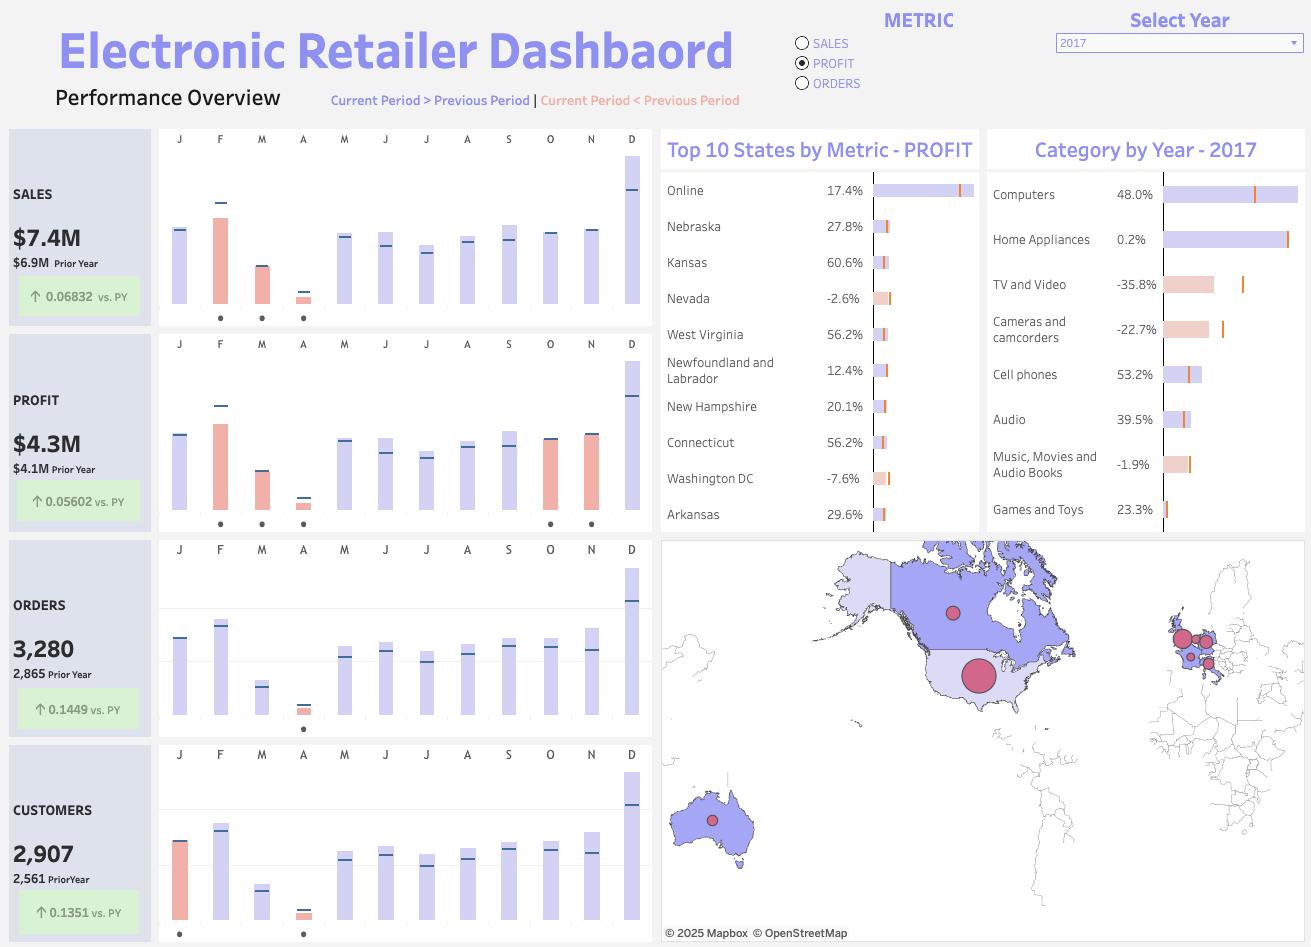 Electronic Retailer Dashbaord
METRIC
Select Year
SALES
PROFIT
ORDERS
2017
Performance Overview
Current Period > Previous Period | Current Period < Previous Period
SALES
$7.4M
$6.9M Prior Year
↑ 0.06832 vs. PY
J F M A M J J A S O N D
PROFIT
$4.3M
$4.1M Prior Year
↑ 0.05602 vs. PY
J F M A M J J A S O N D
ORDERS
3,280
2,865 Prior Year
↑ 0.1449 vs. PY
J F M A M J J A S O N D
CUSTOMERS
2,907
2,561 PriorYear
↑ 0.1351 vs. PY
J F M A M J J A S O N D
Top 10 States by Metric - PROFIT
Online 17.4%
Nebraska 27.8%
Kansas 60.6%
Nevada -2.6%
West Virginia 56.2%
Newfoundland and
Labrador 12.4%
New Hampshire 20.1%
Connecticut 56.2%
Washington DC -7.6%
Arkansas 29.6%
Category by Year - 2017
Computers 48.0%
Home Appliances 0.2%
TV and Video -35.8%
Cameras and
camcorders -22.7%
Cell phones 53.2%
Audio 39.5%
Music, Movies and
Audio Books -1.9%
Games and Toys 23.3%
© 2025 Mapbox © OpenStreetMap